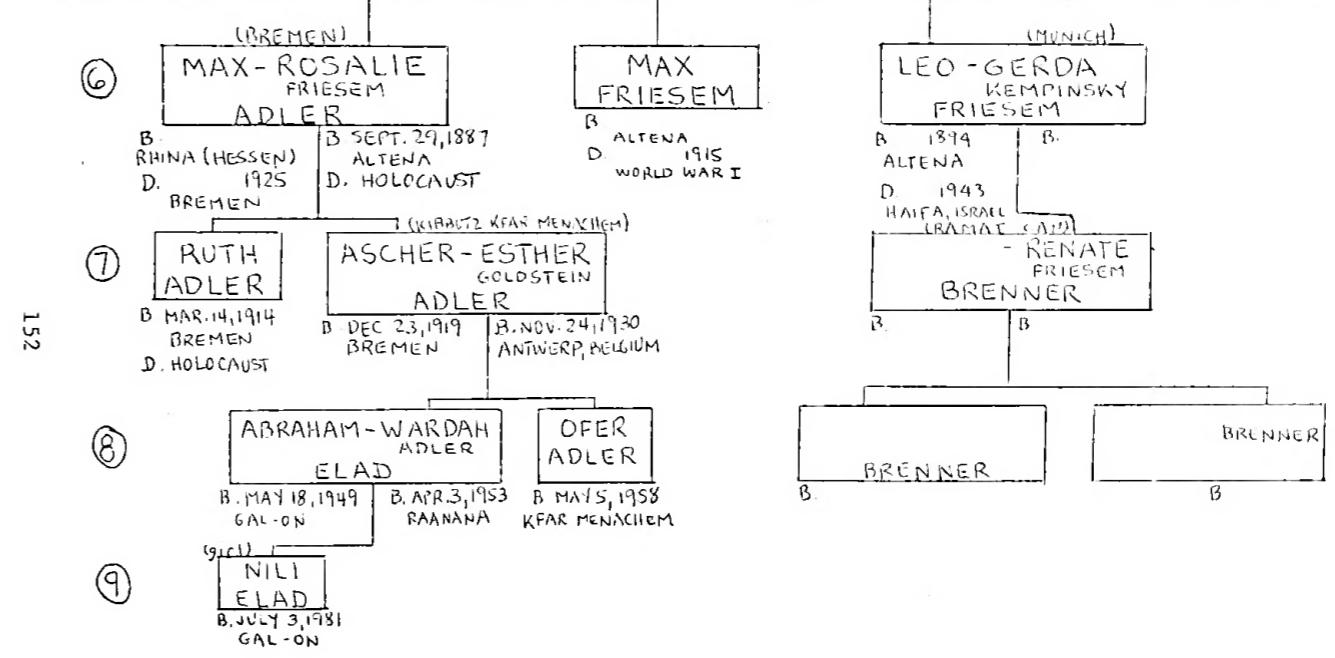 (BREMEN)
(MUNICH)
6
MAX-ROSALIE
FRIESEM
ADLER
MAX
FRIESEM
LEO-GERDA
KEMPINSKY
FRIESEM
B.
RHINA (HESSEN)
D. 1925
BREMEN
B SEPT. 29, 1887
ALTENA
D. HOLOCAUST
B
ALTENA
D. 1915
WORLD WAR I
B 1894
ALTENA
D. 1943
HAIFA, ISRAEL
B.
(KIBBUTZ KFAR MENACHEM)
(RAMAT GAN)
7
RUTH
ADLER
ASCHER-ESTHER
GOLDSTEIN
ADLER
-RENATE
FRIESEM
BRENNER
B MAR. 14, 1914
BREMEN
D. HOLOCAUST
B. DEC 23, 1919
BREMEN
B. NOV. 24, 1930
ANTWERP, BELGIUM
B.
B
152
8
ABRAHAM-WARDAH
ADLER
ELAD
OFER
ADLER
BRENNER
BRENNER
B. MAY 18, 1949
GAL-ON
B. APR. 3, 1953
RAANANA
B MAY 5, 1958
KFAR MENACHEM
B.
B
(girl)
9
NILI
ELAD
B. JULY 3, 1981
GAL-ON